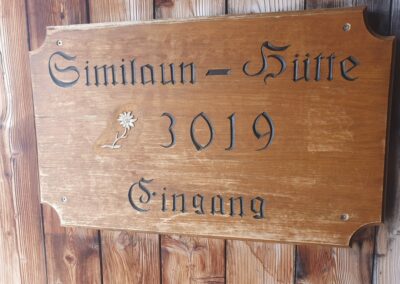 Similaun - Hütte
3019
Eingang